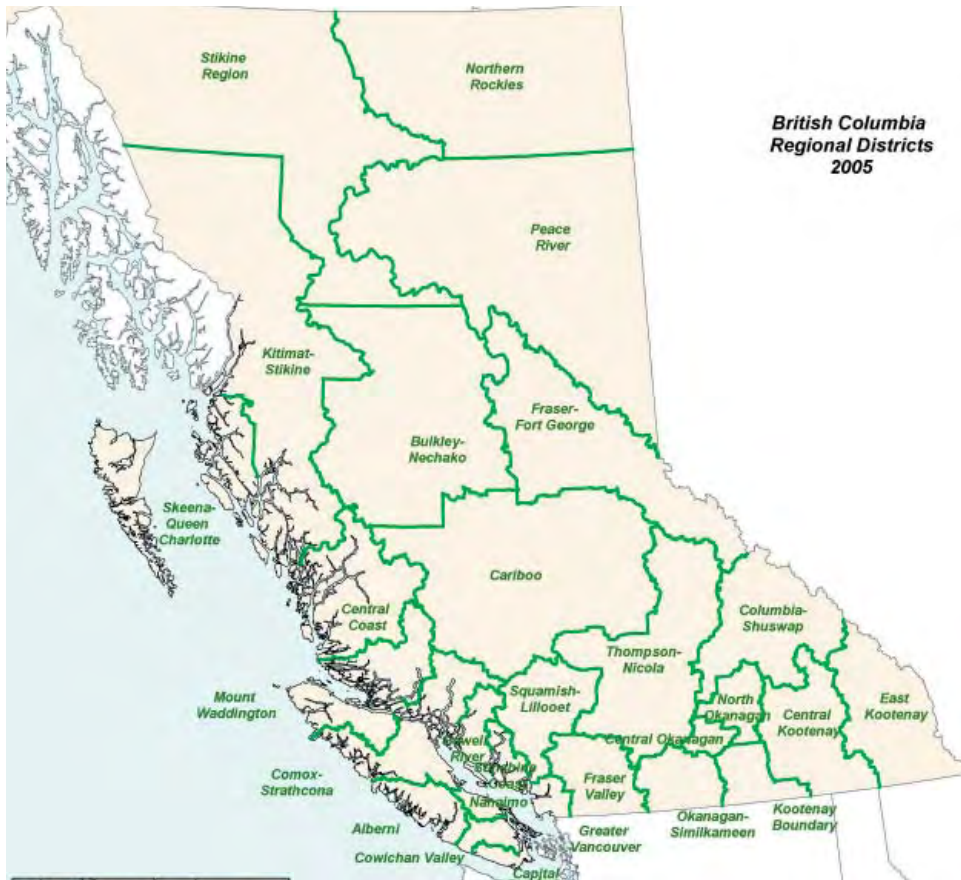 Stikine
Region
Northern
Rockies
British Columbia
Regional Districts
2005
Peace
River
Kitimat-
Stikine
Fraser-
Fort George
Bulkley-
Nechako
Skeena-
Queen
Charlotte
Cariboo
Central
Coast
Columbia-
Shuswap
Thompson-
Nicola
Mount
Waddington
Squamish-
Lillooet
North
Okanagan
Central
Kootenay
East
Kootenay
River
Central Okanagan
Comox-
Strathcona
Coast
Nanaimo
Fraser
Valley
Alberni
Cowichan Valley
Capital
Greater
Vancouver
Okanagan-
Similkameen
Kootenay
Boundary